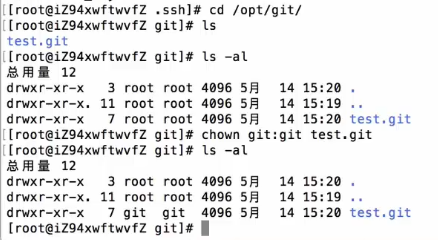 [[root@iZ94xwftwvfZ .ssh]# cd /opt/git/
[[root@iZ94xwftwvfZ git]# ls
test.git
[[root@iZ94xwftwvfZ git]# ls -al
总用量 12
drwxr-xr-x   3 root root 4096 5月  14 15:20 .
drwxr-xr-x. 11 root root 4096 5月  14 15:19 ..
drwxr-xr-x   7 root root 4096 5月  14 15:20 test.git
[[root@iZ94xwftwvfZ git]# chown git:git test.git
[[root@iZ94xwftwvfZ git]# ls -al
总用量 12
drwxr-xr-x   3 root root 4096 5月  14 15:20 .
drwxr-xr-x. 11 root root 4096 5月  14 15:19 ..
drwxr-xr-x   7 git  git  4096 5月  14 15:20 test.git
[root@iZ94xwftwvfZ git]#